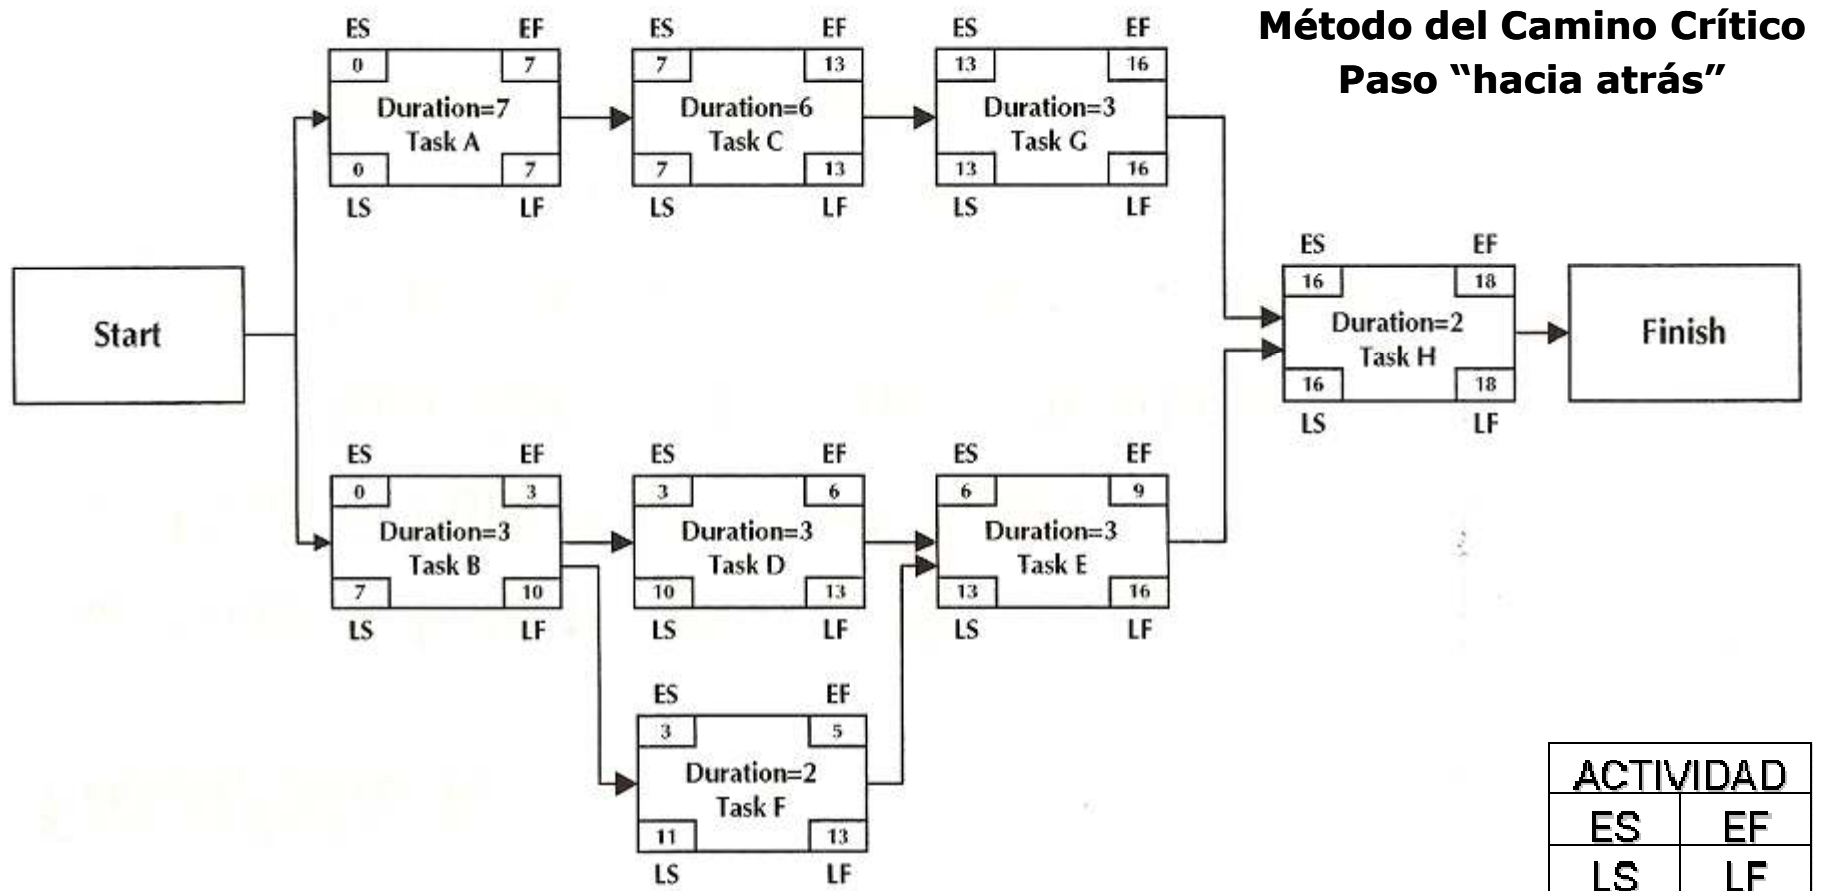 Método del Camino Crítico
Paso “hacia atrás”
ES EF
0 7
Duration=7
Task A
0 7
LS LF
ES EF
7 13
Duration=6
Task C
7 13
LS LF
ES EF
13 16
Duration=3
Task G
13 16
LS LF
Start
ES EF
16 18
Duration=2
Task H
16 18
LS LF
Finish
ES EF
0 3
Duration=3
Task B
7 10
LS LF
ES EF
3 6
Duration=3
Task D
10 13
LS LF
ES EF
6 9
Duration=3
Task E
13 16
LS LF
ES EF
3 5
Duration=2
Task F
11 13
LS LF
ACTIVIDAD
ES EF
LS LF